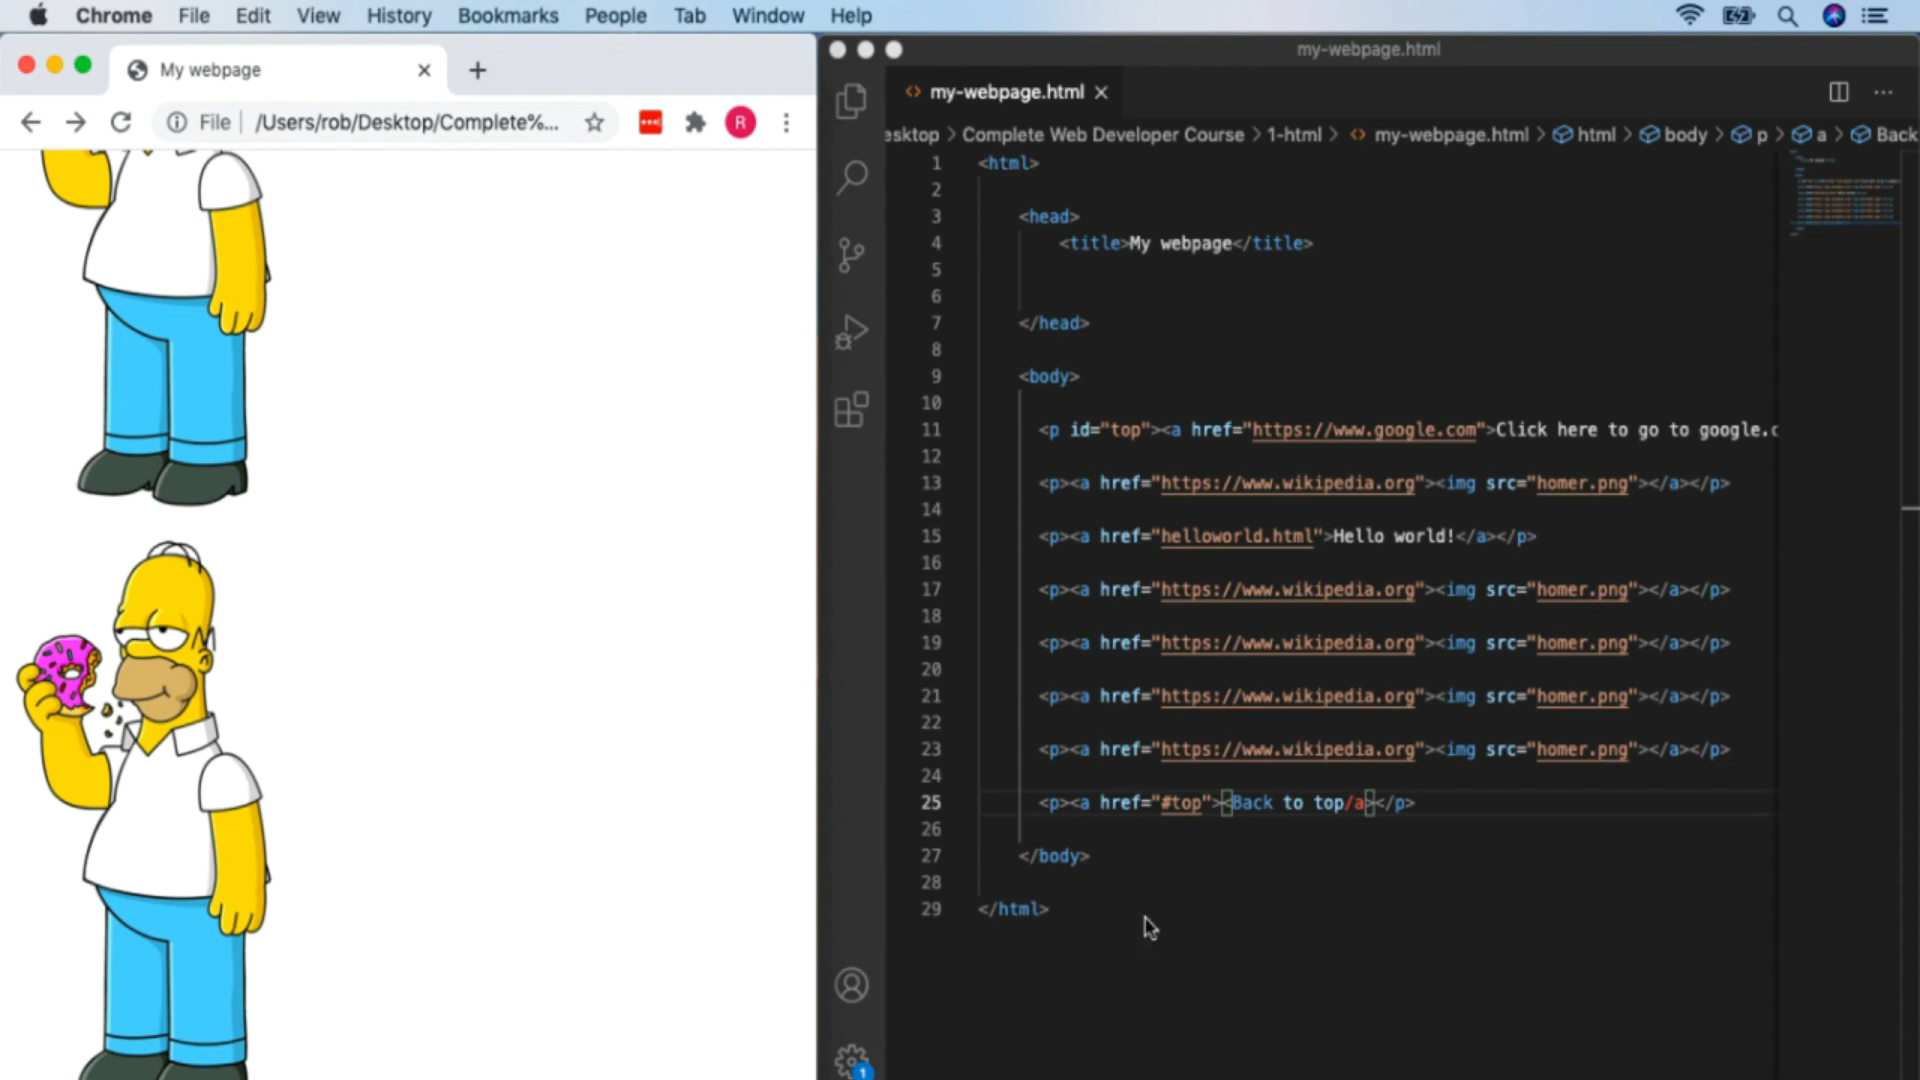 Chrome File Edit View History Bookmarks People Tab Window Help
My webpage
File /Users/rob/Desktop/Complete%...
R
my-webpage.html
my-webpage.html
esktop > Complete Web Developer Course > 1-html > my-webpage.html > html > body > p > a > Back
1 <html>
2
3 <head>
4 <title>My webpage</title>
5
6
7 </head>
8
9 <body>
10
11 <p id="top"><a href="https://www.google.com">Click here to go to google.c
12
13 <p><a href="https://www.wikipedia.org"><img src="homer.png"></a></p>
14
15 <p><a href="helloworld.html">Hello world!</a></p>
16
17 <p><a href="https://www.wikipedia.org"><img src="homer.png"></a></p>
18
19 <p><a href="https://www.wikipedia.org"><img src="homer.png"></a></p>
20
21 <p><a href="https://www.wikipedia.org"><img src="homer.png"></a></p>
22
23 <p><a href="https://www.wikipedia.org"><img src="homer.png"></a></p>
24
25 <p><a href="#top"><Back to top/a></p>
26
27 </body>
28
29 </html>
1